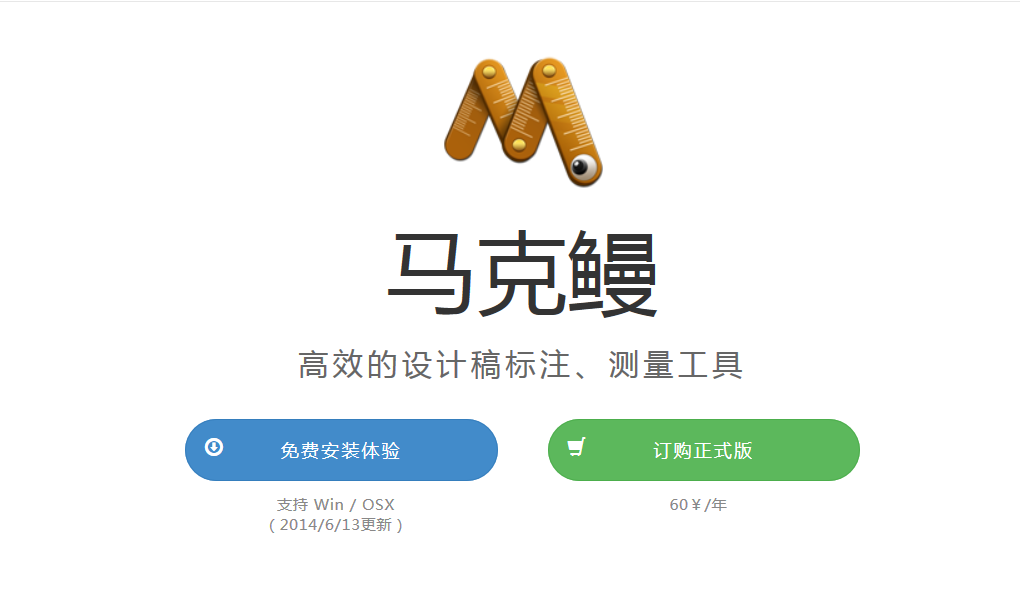 马克鳗
高效的设计稿标注、测量工具
免费安装体验
订购正式版
支持 Win / OSX
60￥/年
( 2014/6/13更新 )